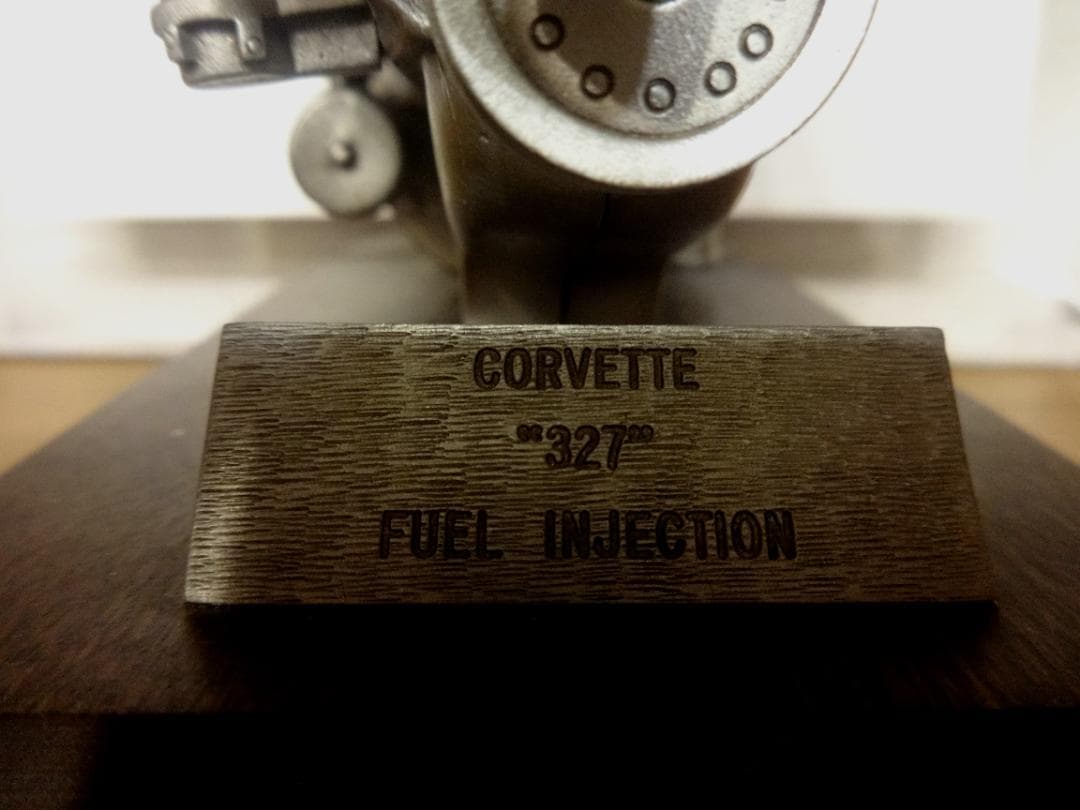 CORVETTE
"327"
FUEL INJECTION